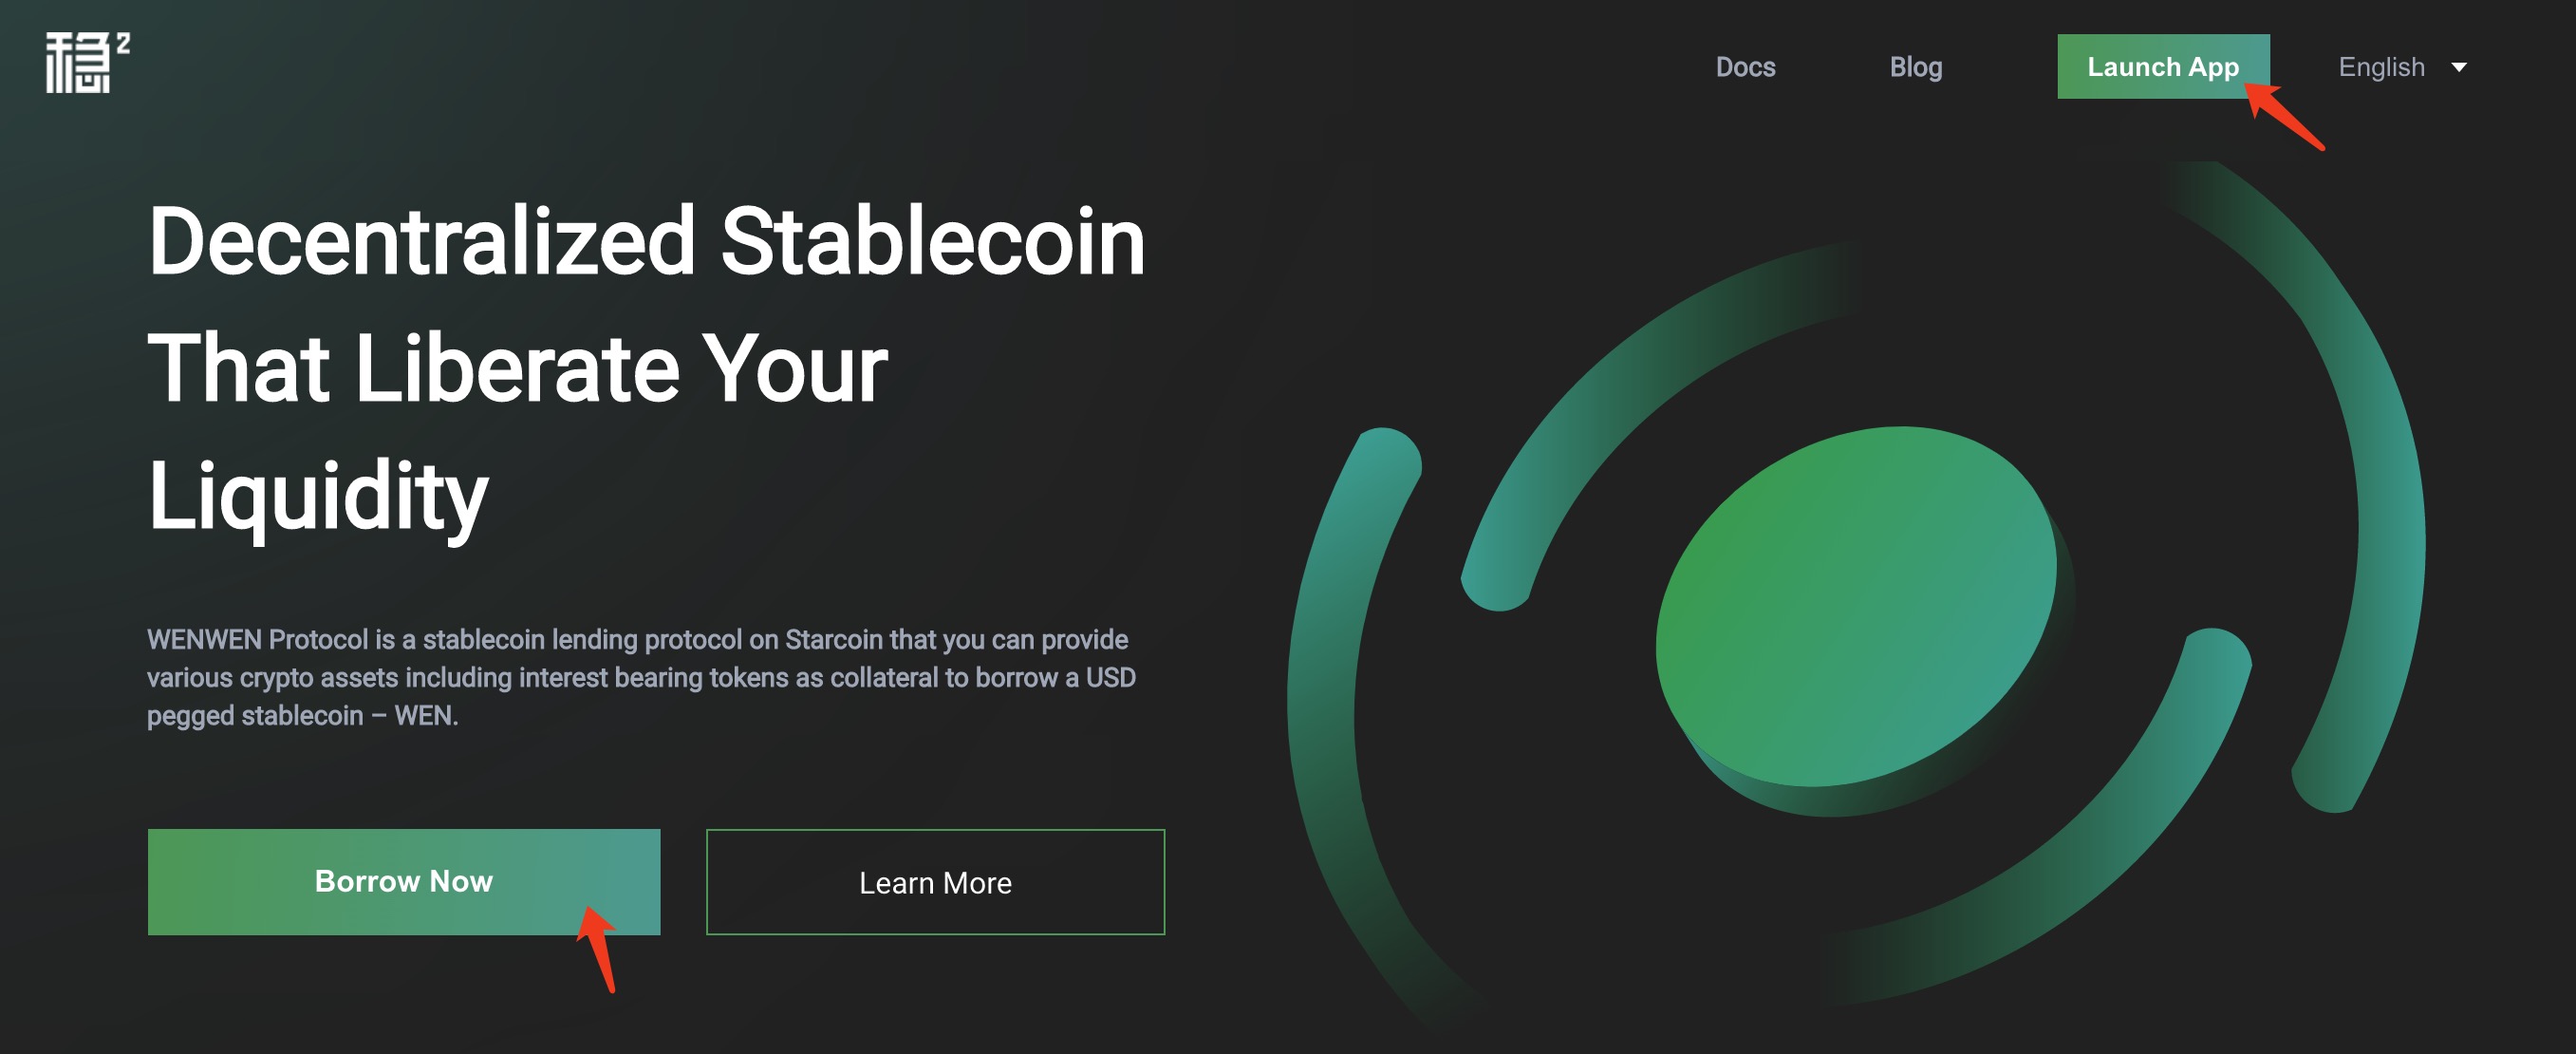 稳²
Docs
Blog
Launch App
English
Decentralized Stablecoin
That Liberate Your
Liquidity
WENWEN Protocol is a stablecoin lending protocol on Starcoin that you can provide
various crypto assets including interest bearing tokens as collateral to borrow a USD
pegged stablecoin – WEN.
Borrow Now
Learn More